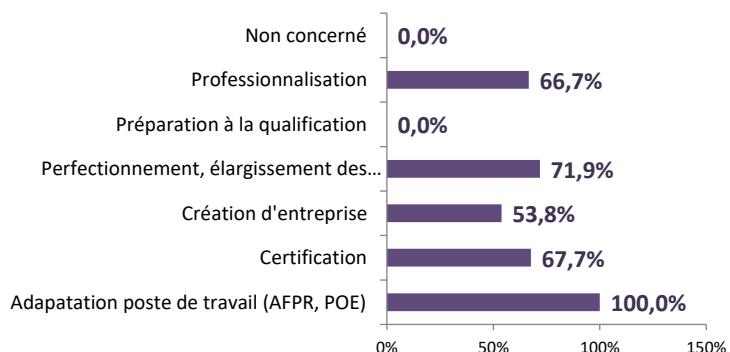 Non concerné 0,0%
Professionnalisation 66,7%
Préparation à la qualification 0,0%
Perfectionnement, élargissement des… 71,9%
Création d'entreprise 53,8%
Certification 67,7%
Adapatation poste de travail (AFPR, POE) 100,0%
0% 50% 100% 150%